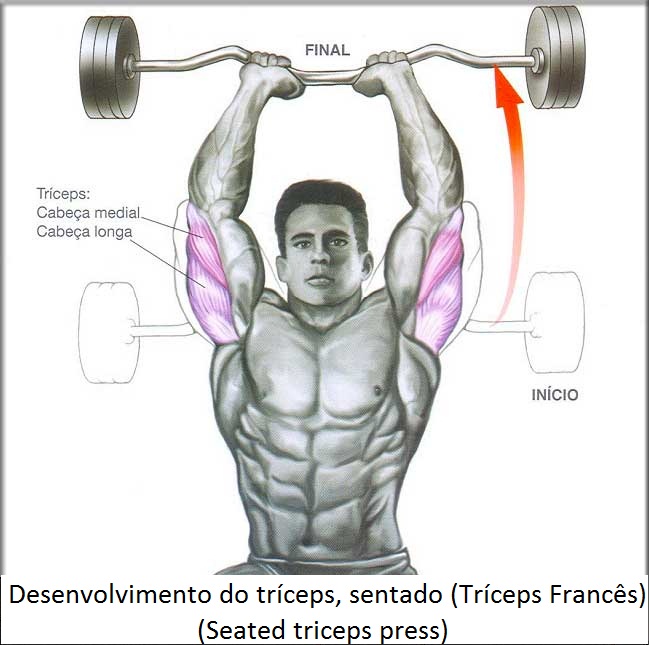 FINAL
Tríceps:
Cabeça medial
Cabeça longa
INÍCIO
Desenvolvimento do tríceps, sentado (Tríceps Francês)
(Seated triceps press)